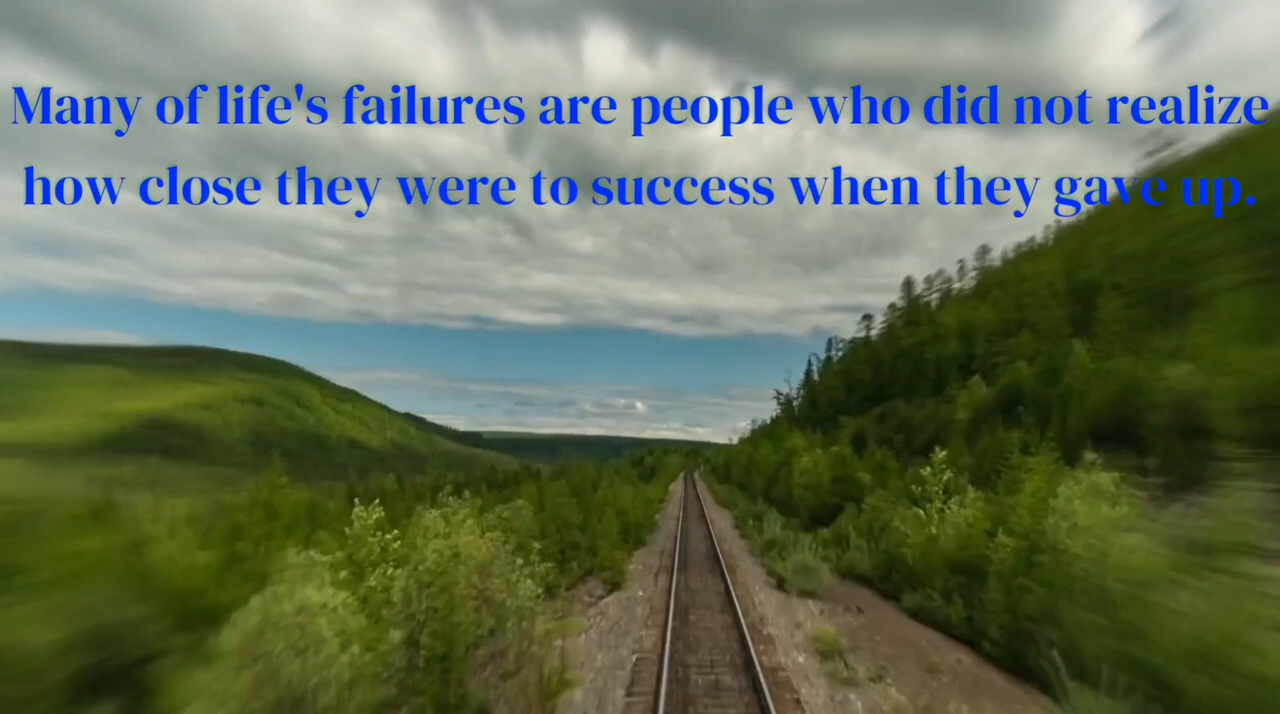 Many of life's failures are people who did not realize
how close they were to success when they gave up.